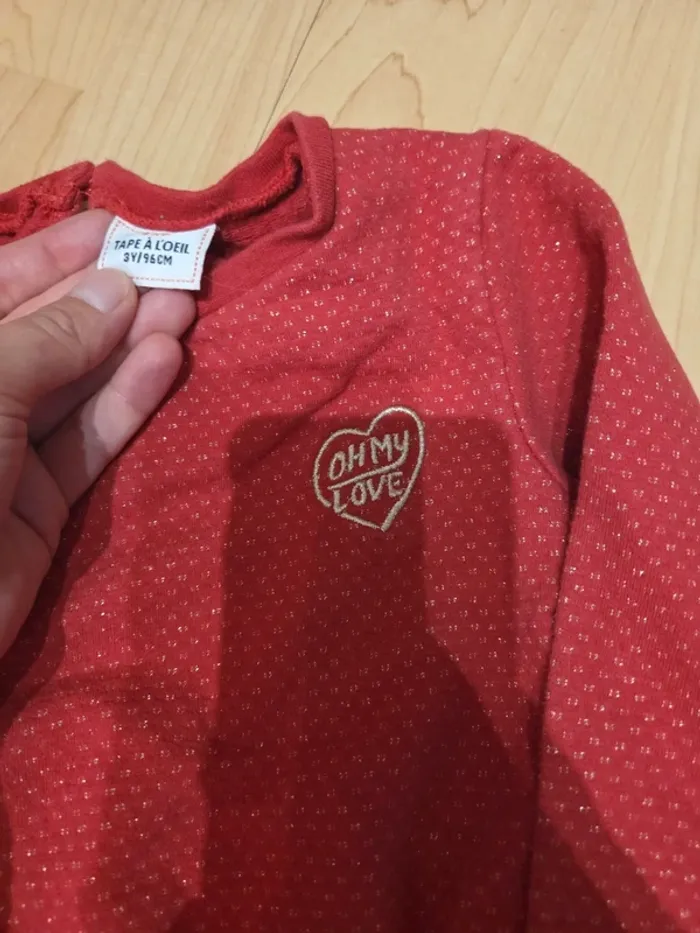 TAPE À L'OEIL
3Y/96CM
OH MY
LOVE